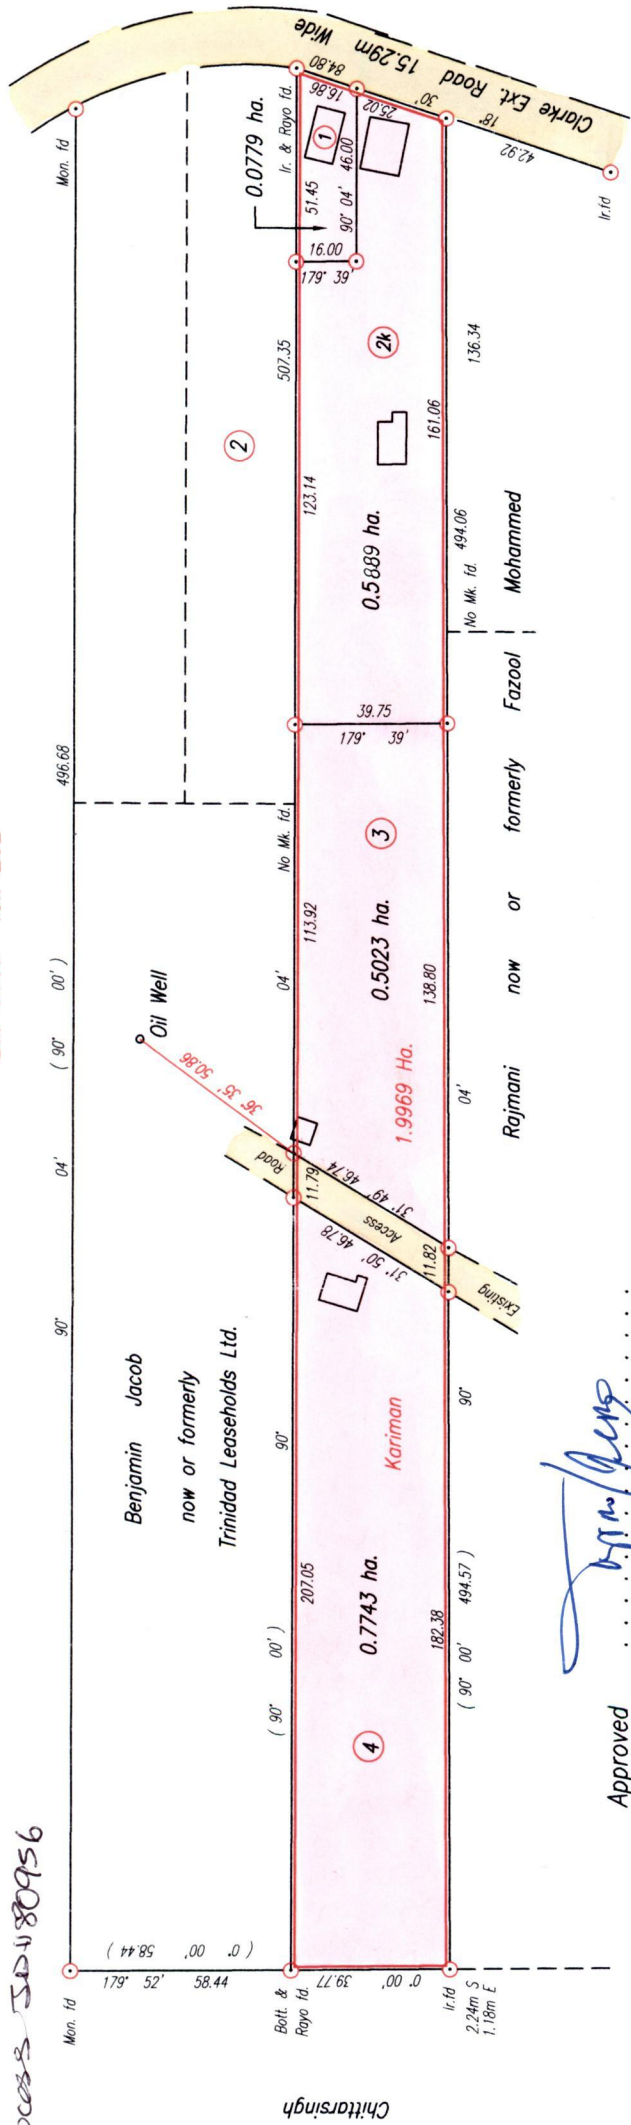 Mon. fd
496.68
Mon. fd
90° 04' ( 90° 00' )
179° 52' 58.44
( 0° 00' 58.44 )
Benjamin Jacob
now or formerly
Trinidad Leaseholds Ltd.
Oil Well
36° 35' 50.86
2
Bott. &
Rayo fd.
( 90° 00' )
90°
04'
No Mk. fd.
507.35
Ir. & Rayo fd.
207.05
11.79
113.92
123.14
51.45
84.80
16.86
0.0779 ha.
1
16.00
179° 39'
90° 04' 46.00
25.02
30'
18°
42.92
Ir.fd
Clarke Ext. Road 15.29m Wide
Chittarsingh
0° 00' 39.77
4
0.7743 ha.
Kariman
31° 50' 46.78
Existing Access Road
31° 49' 46.74
1.9969 Ha.
0.5023 ha.
3
179° 39'
39.75
0.5889 ha.
2k
Ir.fd
2.24m S
1.18m E
182.38
11.82
138.80
161.06
( 90° 00' 494.57 )
90°
04'
No Mk. fd.
494.06
136.34
Rajmani now or formerly Fazool Mohammed
Approved